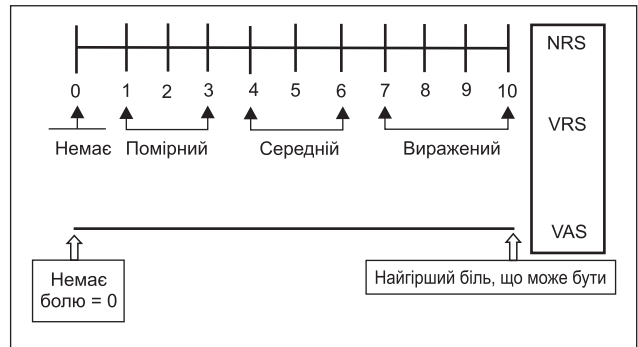 NRS
0 1 2 3 4 5 6 7 8 9 10
VRS
Немає Помірний Середній Виражений
VAS
Немає
болю = 0
Найгірший біль, що може бути